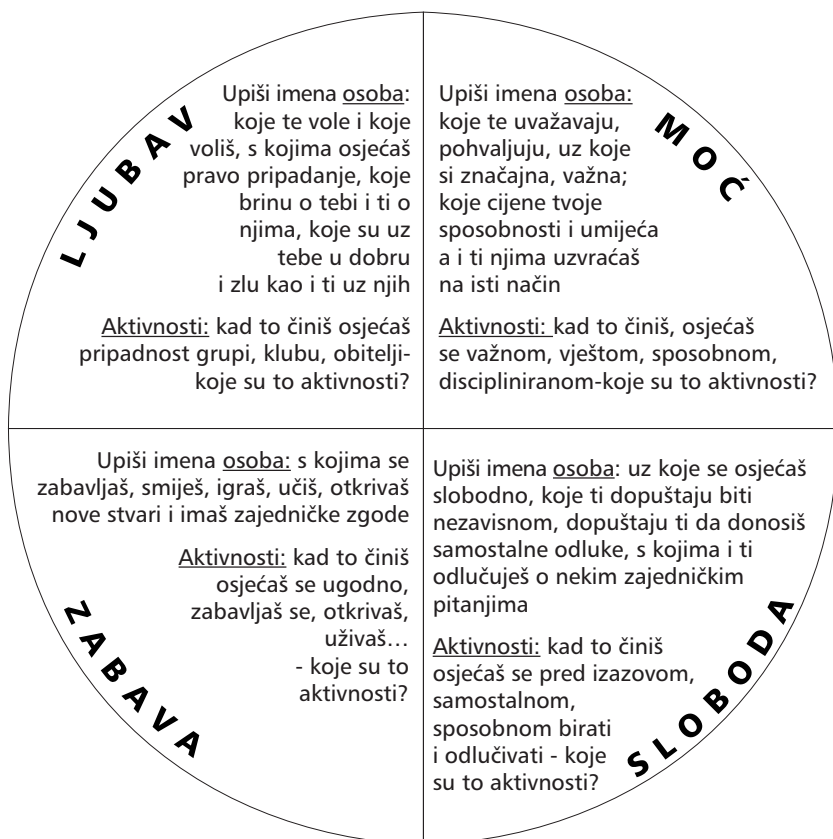 LJUBAV
Upiši imena osoba:
koje te vole i koje
voliš, s kojima osjećaš
pravo pripadanje, koje
brinu o tebi i ti o
njima, koje su uz
tebe u dobru
i zlu kao i ti uz njih
Aktivnosti: kad to činiš osjećaš
pripadnost grupi, klubu, obitelji-
koje su to aktivnosti?
MOĆ
Upiši imena osoba:
koje te uvažavaju,
pohvaljuju, uz koje
si značajna, važna;
koje cijene tvoje
sposobnosti i umijeća
a i ti njima uzvraćaš
na isti način
Aktivnosti: kad to činiš, osjećaš
se važnom, vještom, sposobnom,
discipliniranom-koje su to aktivnosti?
ZABAVA
Upiši imena osoba: s kojima se
zabavljaš, smiješ, igraš, učiš, otkrivaš
nove stvari i imaš zajedničke zgode
Aktivnosti: kad to činiš
osjećaš se ugodno,
zabavljaš se, otkrivaš,
uživaš…
- koje su to
aktivnosti?
SLOBODA
Upiši imena osoba: uz koje se osjećaš
slobodno, koje ti dopuštaju biti
nezavisnom, dopuštaju ti da donosiš
samostalne odluke, s kojima i ti
odlučuješ o nekim zajedničkim
pitanjima
Aktivnosti: kad to činiš
osjećaš se pred izazovom,
samostalnom,
sposobnom birati
i odlučivati - koje
su to aktivnosti?